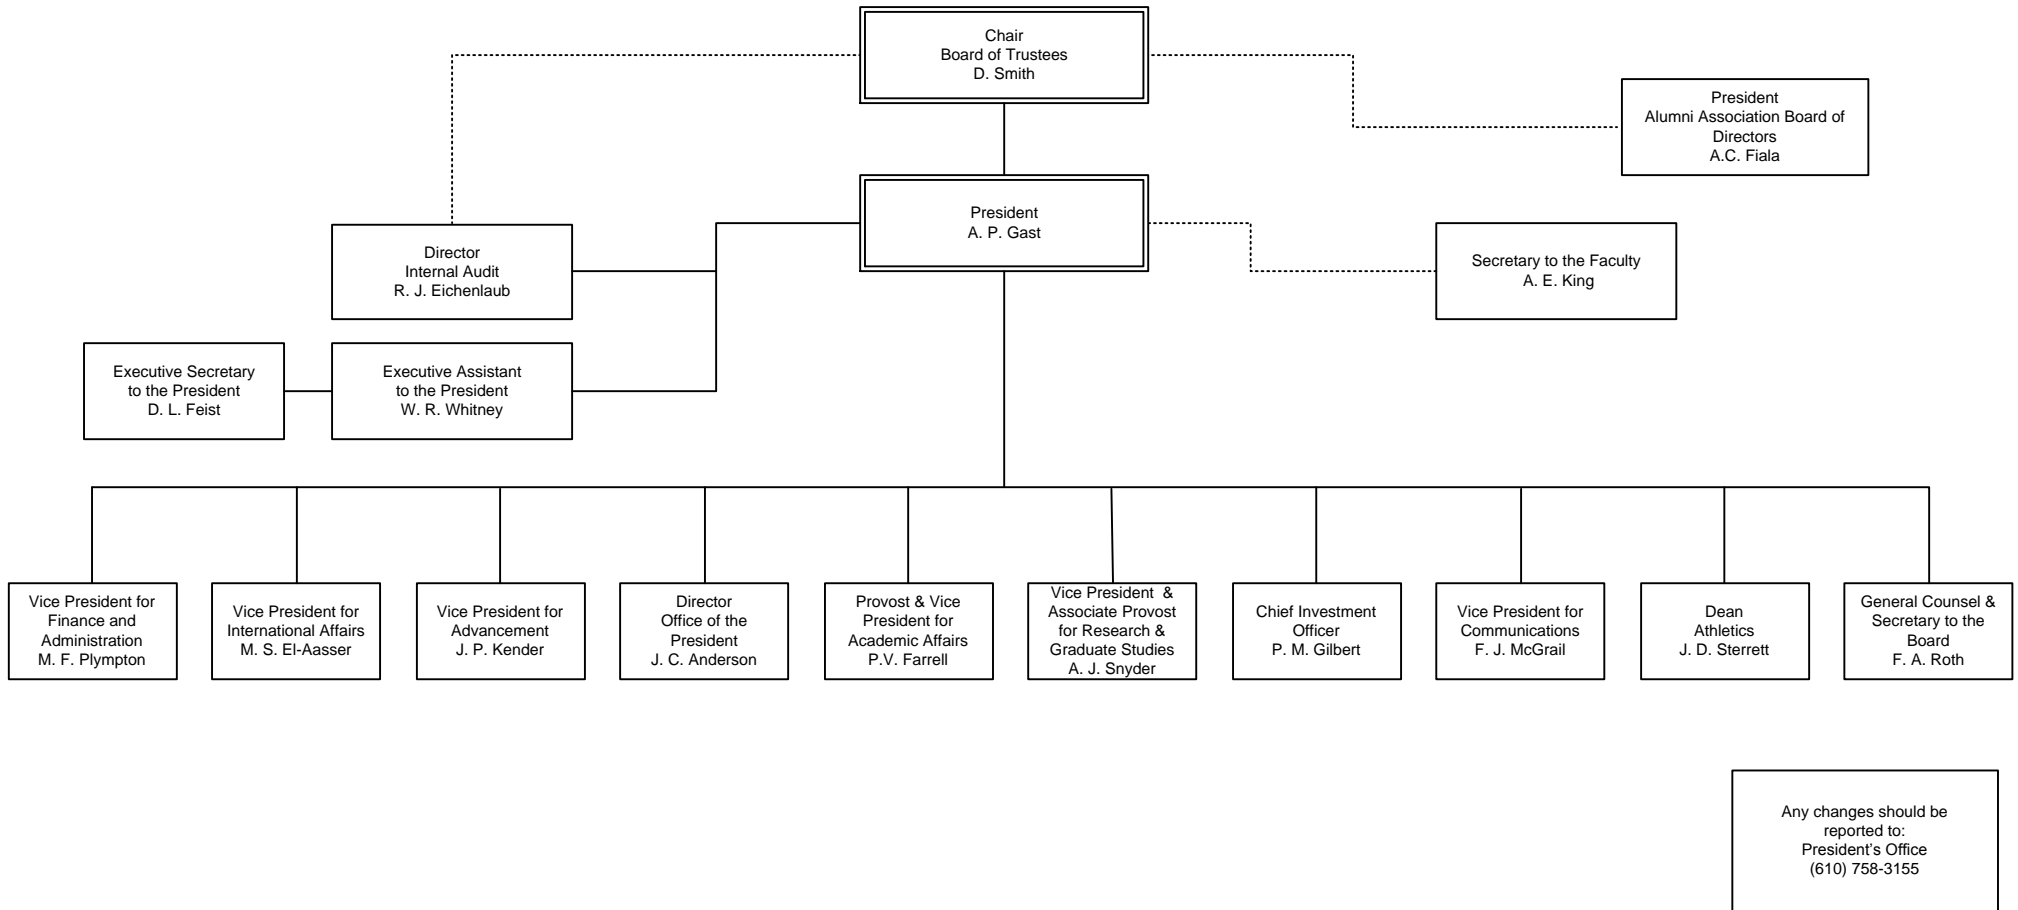 Chair
Board of Trustees
D. Smith
President
Alumni Association Board of
Directors
A.C. Fiala
President
A. P. Gast
Director
Internal Audit
R. J. Eichenlaub
Secretary to the Faculty
A. E. King
Executive Secretary
to the President
D. L. Feist
Executive Assistant
to the President
W. R. Whitney
Vice President for
Finance and
Administration
M. F. Plympton
Vice President for
International Affairs
M. S. El-Aasser
Vice President for
Advancement
J. P. Kender
Director
Office of the
President
J. C. Anderson
Provost & Vice
President for
Academic Affairs
P.V. Farrell
Vice President  &
Associate Provost
for Research &
Graduate Studies
A. J. Snyder
Chief Investment
Officer
P. M. Gilbert
Vice President for
Communications
F. J. McGrail
Dean
Athletics
J. D. Sterrett
General Counsel &
Secretary to the
Board
F. A. Roth
Any changes should be
reported to:
President’s Office
(610) 758-3155